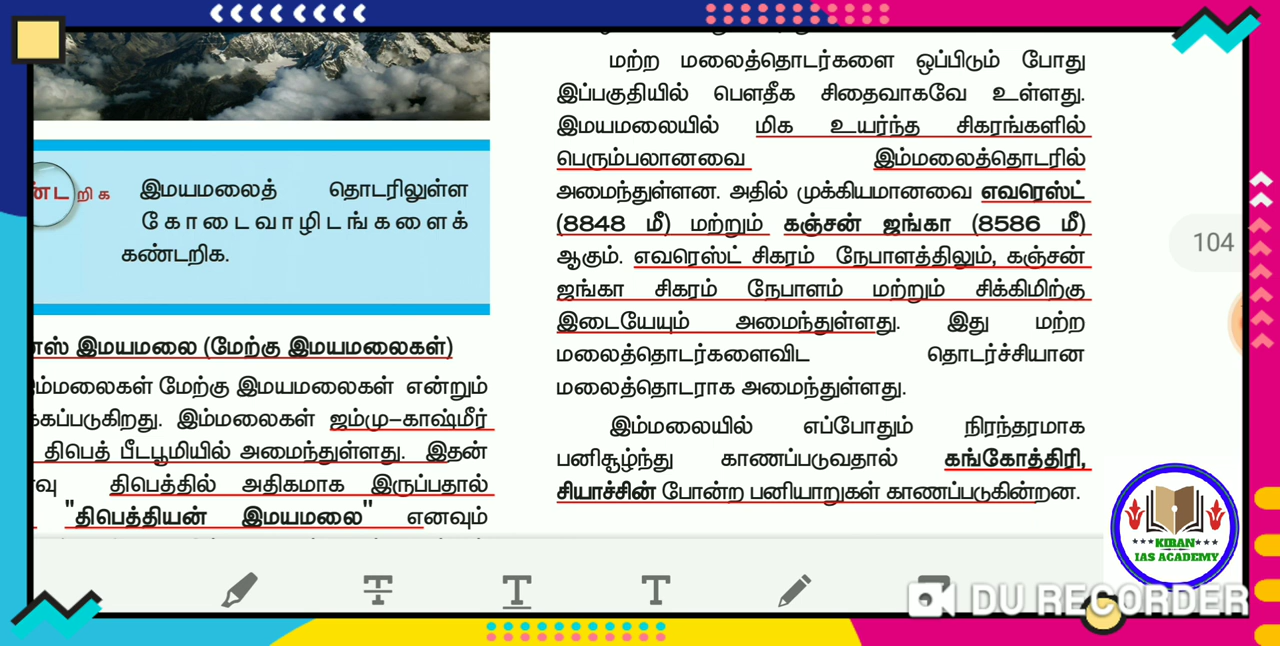 இமயமலைத் தொடரிலுள்ள
கோடைவாழிடங்களைக்
கண்டறிக.
ண்டறிக
ஸ் இமயமலை (மேற்கு இமயமலைகள்)
ம்மலைகள் மேற்கு இமயமலைகள் என்றும்
கப்படுகிறது. இம்மலைகள் ஜம்மு–காஷ்மீர்
திபெத் பீடபூமியில் அமைந்துள்ளது. இதன்
வு திபெத்தில் அதிகமாக இருப்பதால்
"திபெத்தியன் இமயமலை" எனவும்
மற்ற மலைத்தொடர்களை ஒப்பிடும் போது
இப்பகுதியில் பௌதீக சிதைவாகவே உள்ளது.
இமயமலையில் மிக உயர்ந்த சிகரங்களில்
பெரும்பலானவை இம்மலைத்தொடரில்
அமைந்துள்ளன. அதில் முக்கியமானவை எவரெஸ்ட்
(8848 மீ) மற்றும் கஞ்சன் ஜங்கா (8586 மீ)
ஆகும். எவரெஸ்ட் சிகரம் நேபாளத்திலும், கஞ்சன்
ஜங்கா சிகரம் நேபாளம் மற்றும் சிக்கிமிற்கு
இடையேயும் அமைந்துள்ளது. இது மற்ற
மலைத்தொடர்களைவிட தொடர்ச்சியான
மலைத்தொடராக அமைந்துள்ளது.
இம்மலையில் எப்போதும் நிரந்தரமாக
பனிசூழ்ந்து காணப்படுவதால் கங்கோத்திரி,
சியாச்சின் போன்ற பனியாறுகள் காணப்படுகின்றன.
104
KIRAN
IAS ACADEMY
DU RECORDER